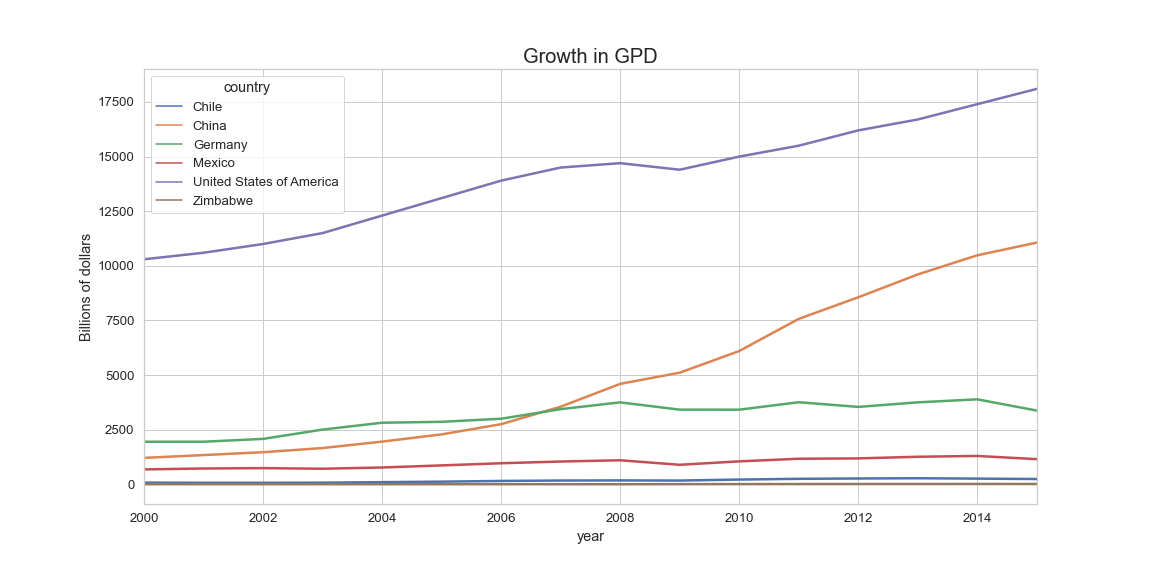 Growth in GPD
country
Chile
China
Germany
Mexico
United States of America
Zimbabwe
Billions of dollars
17500
15000
12500
10000
7500
5000
2500
0
2000 2002 2004 2006 2008 2010 2012 2014
year